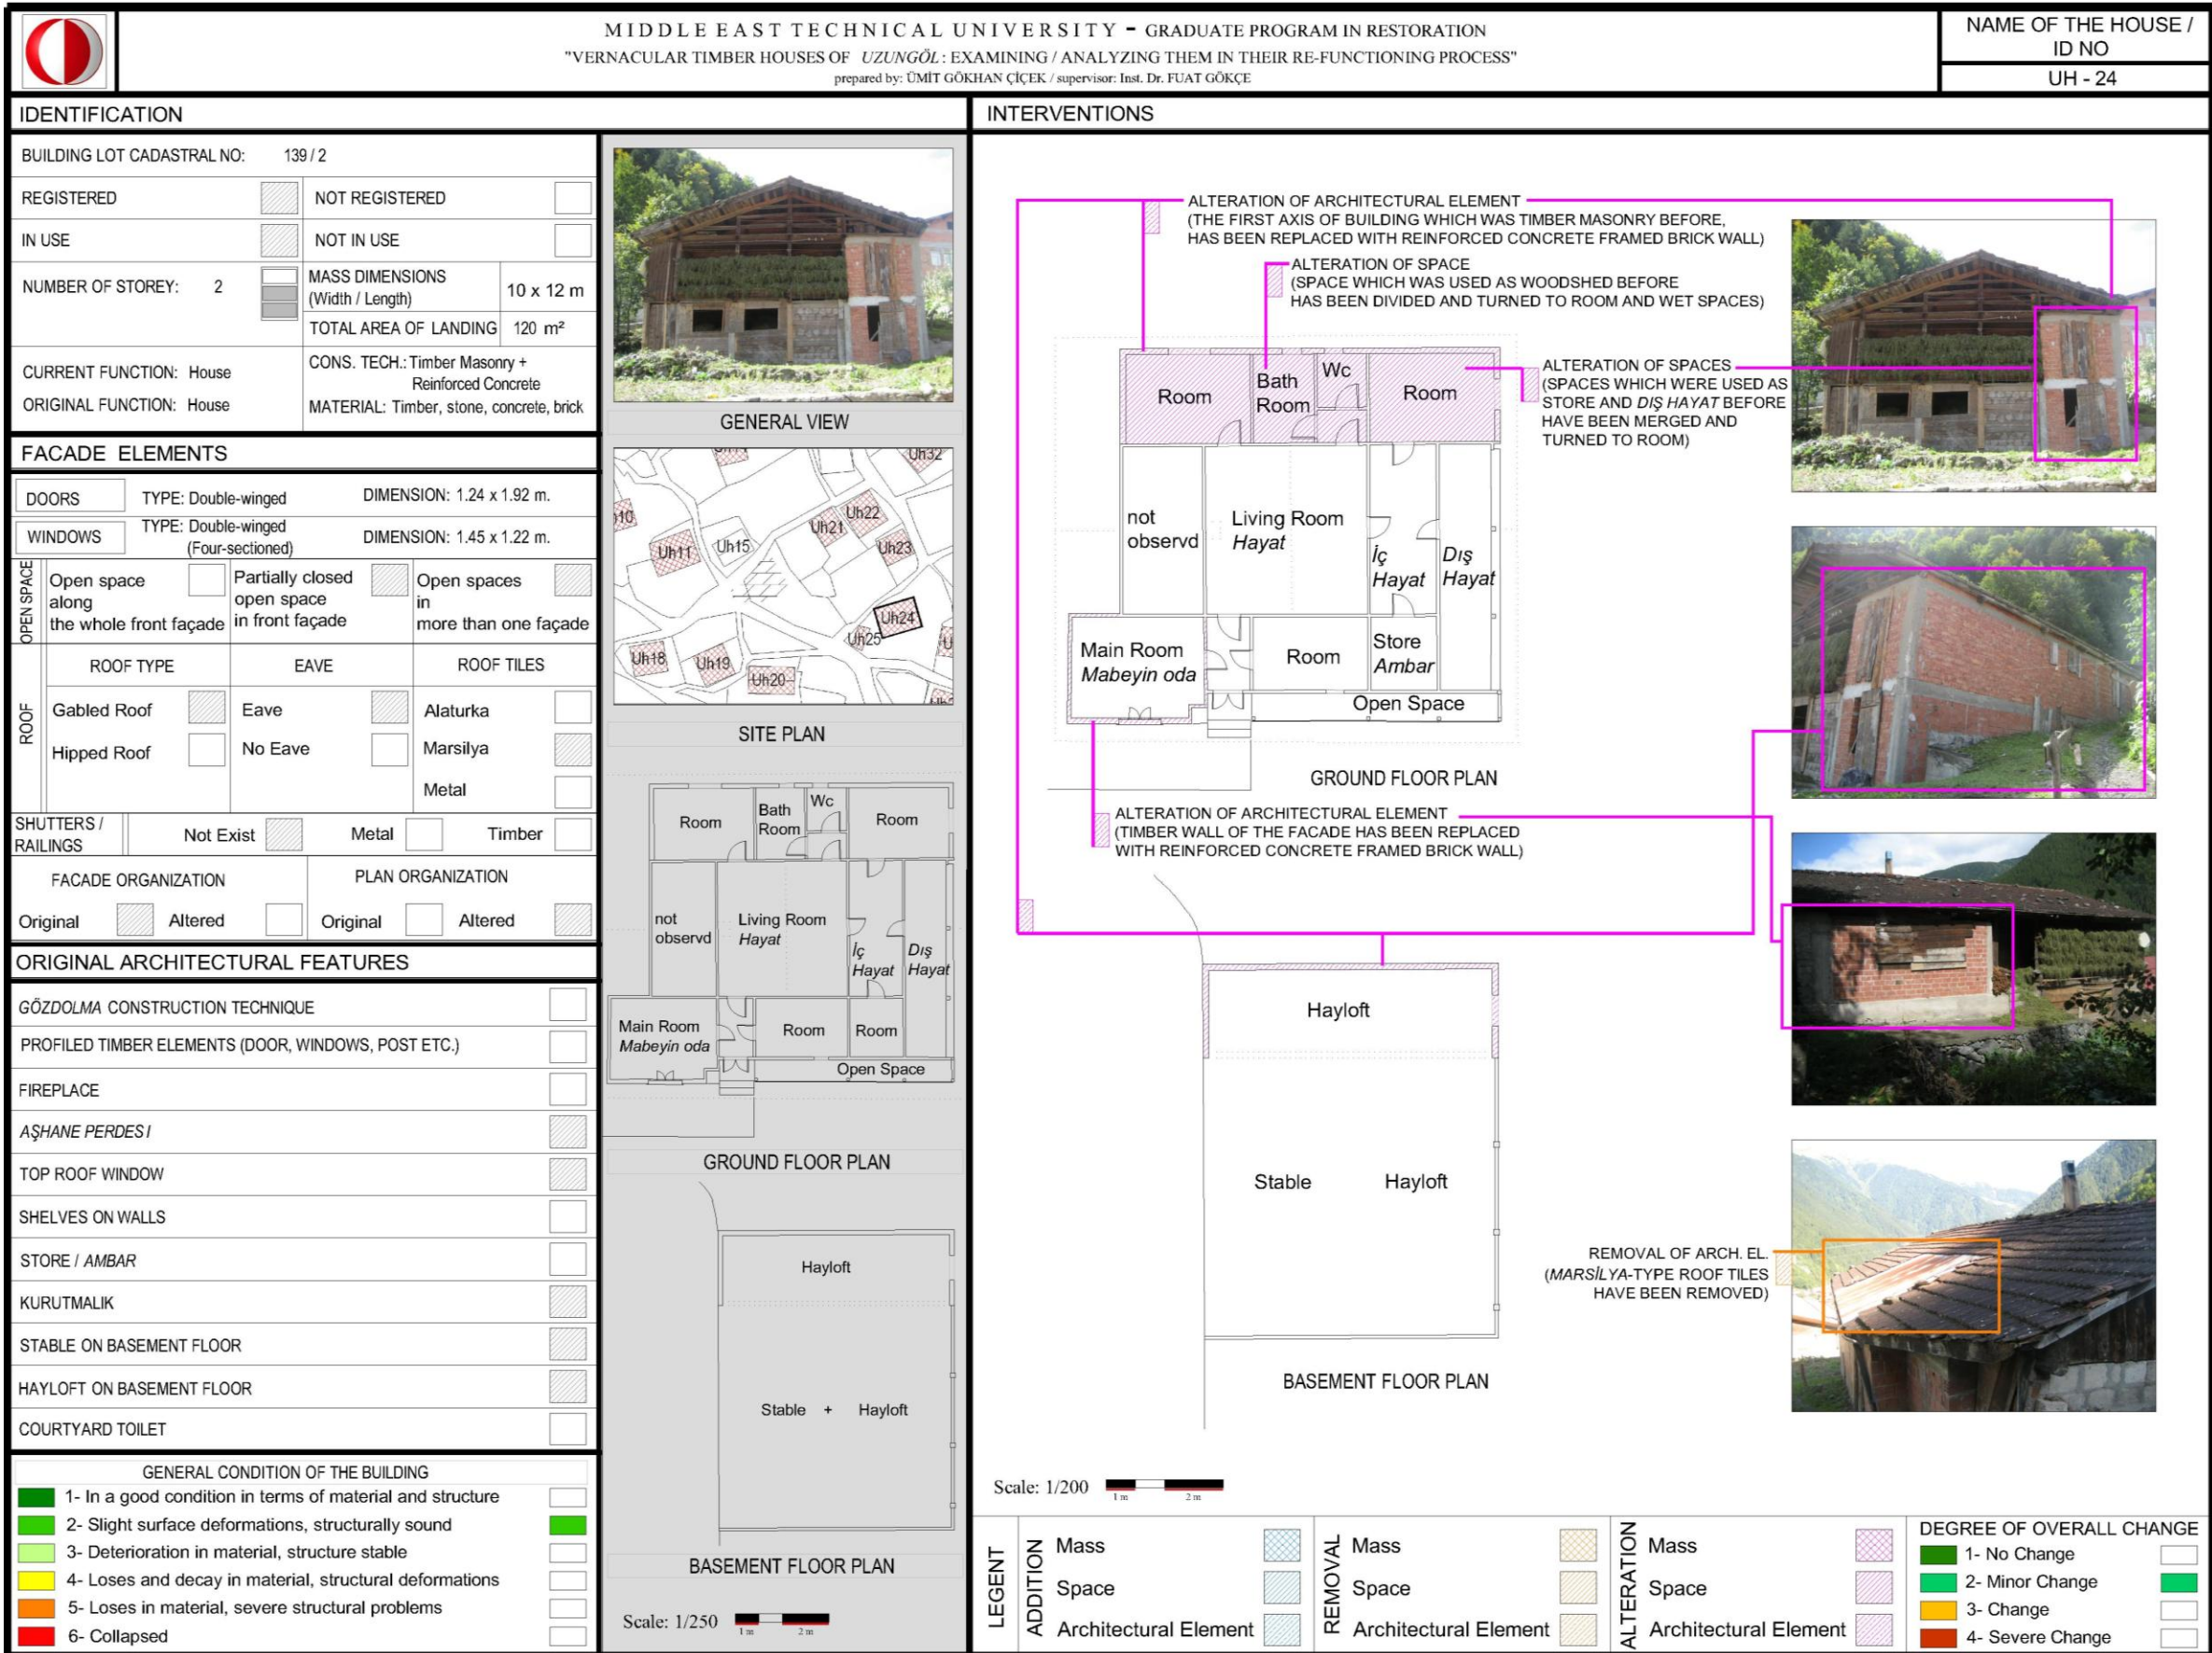 MIDDLE EAST TECHNICAL UNIVERSITY - GRADUATE PROGRAM IN RESTORATION
"VERNACULAR TIMBER HOUSES OF UZUNGÖL: EXAMINING / ANALYZING THEM IN THEIR RE-FUNCTIONING PROCESS"
prepared by: ÜMİT GÖKHAN ÇİÇEK / supervisor: Inst. Dr. FUAT GÖKÇE
NAME OF THE HOUSE /
ID NO
UH - 24
IDENTIFICATION
BUILDING LOT CADASTRAL NO: 139 / 2
REGISTERED
NOT REGISTERED
IN USE
NOT IN USE
NUMBER OF STOREY: 2
MASS DIMENSIONS
(Width / Length)
10 x 12 m
TOTAL AREA OF LANDING
120 m²
CURRENT FUNCTION: House
ORIGINAL FUNCTION: House
CONS. TECH.: Timber Masonry +
Reinforced Concrete
MATERIAL: Timber, stone, concrete, brick
FACADE ELEMENTS
DOORS
TYPE: Double-winged
DIMENSION: 1.24 x 1.92 m.
WINDOWS
TYPE: Double-winged
(Four-sectioned)
DIMENSION: 1.45 x 1.22 m.
OPEN SPACE
Open space
along
the whole front façade
Partially closed
open space
in front façade
Open spaces
in
more than one façade
ROOF
ROOF TYPE
EAVE
ROOF TILES
Gabled Roof
Eave
Alaturka
Hipped Roof
No Eave
Marsilya
Metal
SHUTTERS /
RAILINGS
Not Exist
Metal
Timber
FACADE ORGANIZATION
PLAN ORGANIZATION
Original
Altered
Original
Altered
ORIGINAL ARCHITECTURAL FEATURES
GÖZDOLMA CONSTRUCTION TECHNIQUE
PROFILED TIMBER ELEMENTS (DOOR, WINDOWS, POST ETC.)
FIREPLACE
AŞHANE PERDESI
TOP ROOF WINDOW
SHELVES ON WALLS
STORE / AMBAR
KURUTMALIK
STABLE ON BASEMENT FLOOR
HAYLOFT ON BASEMENT FLOOR
COURTYARD TOILET
GENERAL CONDITION OF THE BUILDING
1- In a good condition in terms of material and structure
2- Slight surface deformations, structurally sound
3- Deterioration in material, structure stable
4- Loses and decay in material, structural deformations
5- Loses in material, severe structural problems
6- Collapsed
GENERAL VIEW
Uh32
Uh22
Uh21
Uh11
Uh15
Uh23
Uh24
Uh25
Uh18
Uh19
Uh20
SITE PLAN
Room
Bath
Room
Wc
Room
not
observd
Living Room
Hayat
İç
Hayat
Dış
Hayat
Main Room
Mabeyin oda
Room
Room
Open Space
GROUND FLOOR PLAN
Hayloft
Stable + Hayloft
BASEMENT FLOOR PLAN
Scale: 1/250
1 m
2 m
INTERVENTIONS
ALTERATION OF ARCHITECTURAL ELEMENT
(THE FIRST AXIS OF BUILDING WHICH WAS TIMBER MASONRY BEFORE,
HAS BEEN REPLACED WITH REINFORCED CONCRETE FRAMED BRICK WALL)
ALTERATION OF SPACE
(SPACE WHICH WAS USED AS WOODSHED BEFORE
HAS BEEN DIVIDED AND TURNED TO ROOM AND WET SPACES)
ALTERATION OF SPACES
(SPACES WHICH WERE USED AS
STORE AND DIŞ HAYAT BEFORE
HAVE BEEN MERGED AND
TURNED TO ROOM)
Room
Bath
Room
Wc
Room
not
observd
Living Room
Hayat
İç
Hayat
Dış
Hayat
Main Room
Mabeyin oda
Room
Store
Ambar
Open Space
GROUND FLOOR PLAN
ALTERATION OF ARCHITECTURAL ELEMENT
(TIMBER WALL OF THE FACADE HAS BEEN REPLACED
WITH REINFORCED CONCRETE FRAMED BRICK WALL)
Hayloft
Stable
Hayloft
REMOVAL OF ARCH. EL.
(MARSİLYA-TYPE ROOF TILES
HAVE BEEN REMOVED)
BASEMENT FLOOR PLAN
Scale: 1/200
1 m
2 m
LEGENT
ADDITION
Mass
Space
Architectural Element
REMOVAL
Mass
Space
Architectural Element
ALTERATION
Mass
Space
Architectural Element
DEGREE OF OVERALL CHANGE
1- No Change
2- Minor Change
3- Change
4- Severe Change